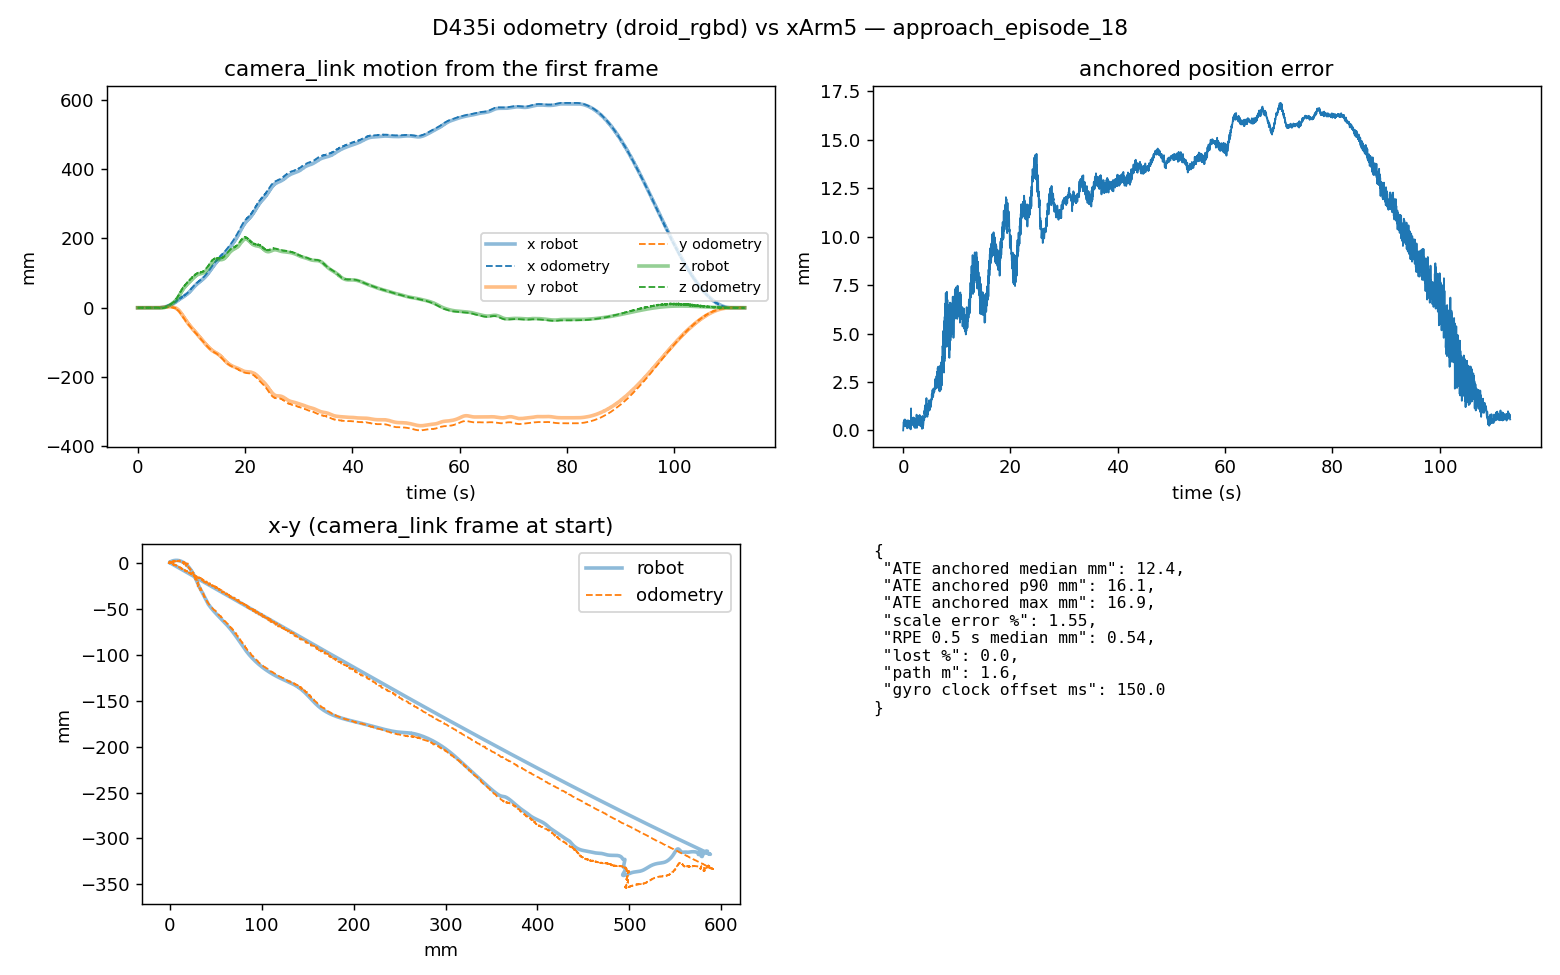 D435i odometry (droid_rgbd) vs xArm5 — approach_episode_18
camera_link motion from the first frame
600
400
200
0
−200
−400
mm
0 20 40 60 80 100
time (s)
x robot
x odometry
y robot
y odometry
z robot
z odometry
anchored position error
17.5
15.0
12.5
10.0
7.5
5.0
2.5
0.0
mm
0 20 40 60 80 100
time (s)
x-y (camera_link frame at start)
0
−50
−100
−150
−200
−250
−300
−350
mm
0 100 200 300 400 500 600
mm
robot
odometry
{
"ATE anchored median mm": 12.4,
"ATE anchored p90 mm": 16.1,
"ATE anchored max mm": 16.9,
"scale error %": 1.55,
"RPE 0.5 s median mm": 0.54,
"lost %": 0.0,
"path m": 1.6,
"gyro clock offset ms": 150.0
}